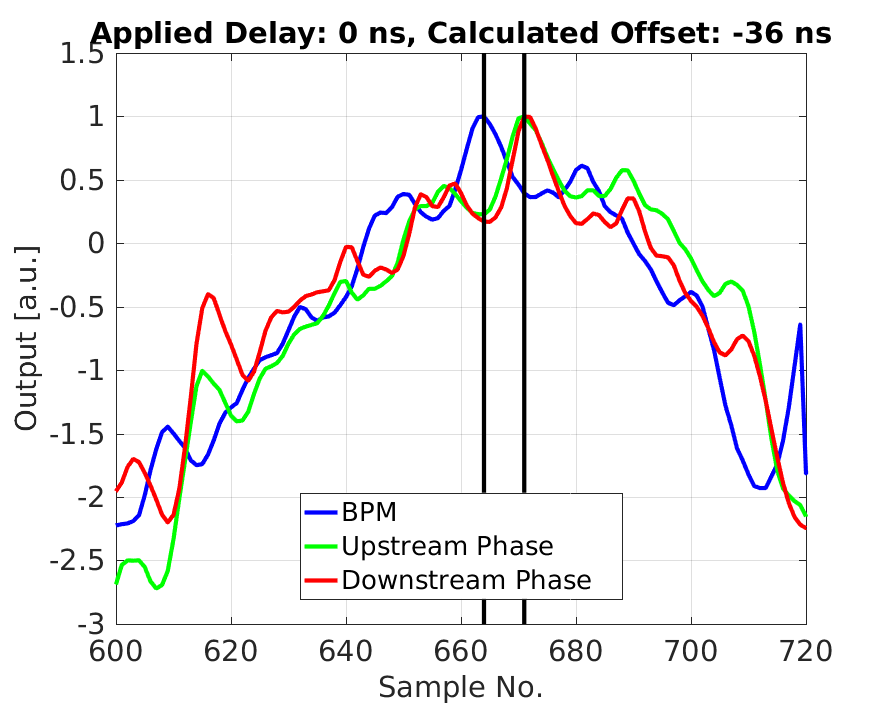 Applied Delay: 0 ns, Calculated Offset: -36 ns
1.5
1
0.5
0
-0.5
-1
-1.5
-2
-2.5
-3
Output [a.u.]
BPM
Upstream Phase
Downstream Phase
600 620 640 660 680 700 720
Sample No.